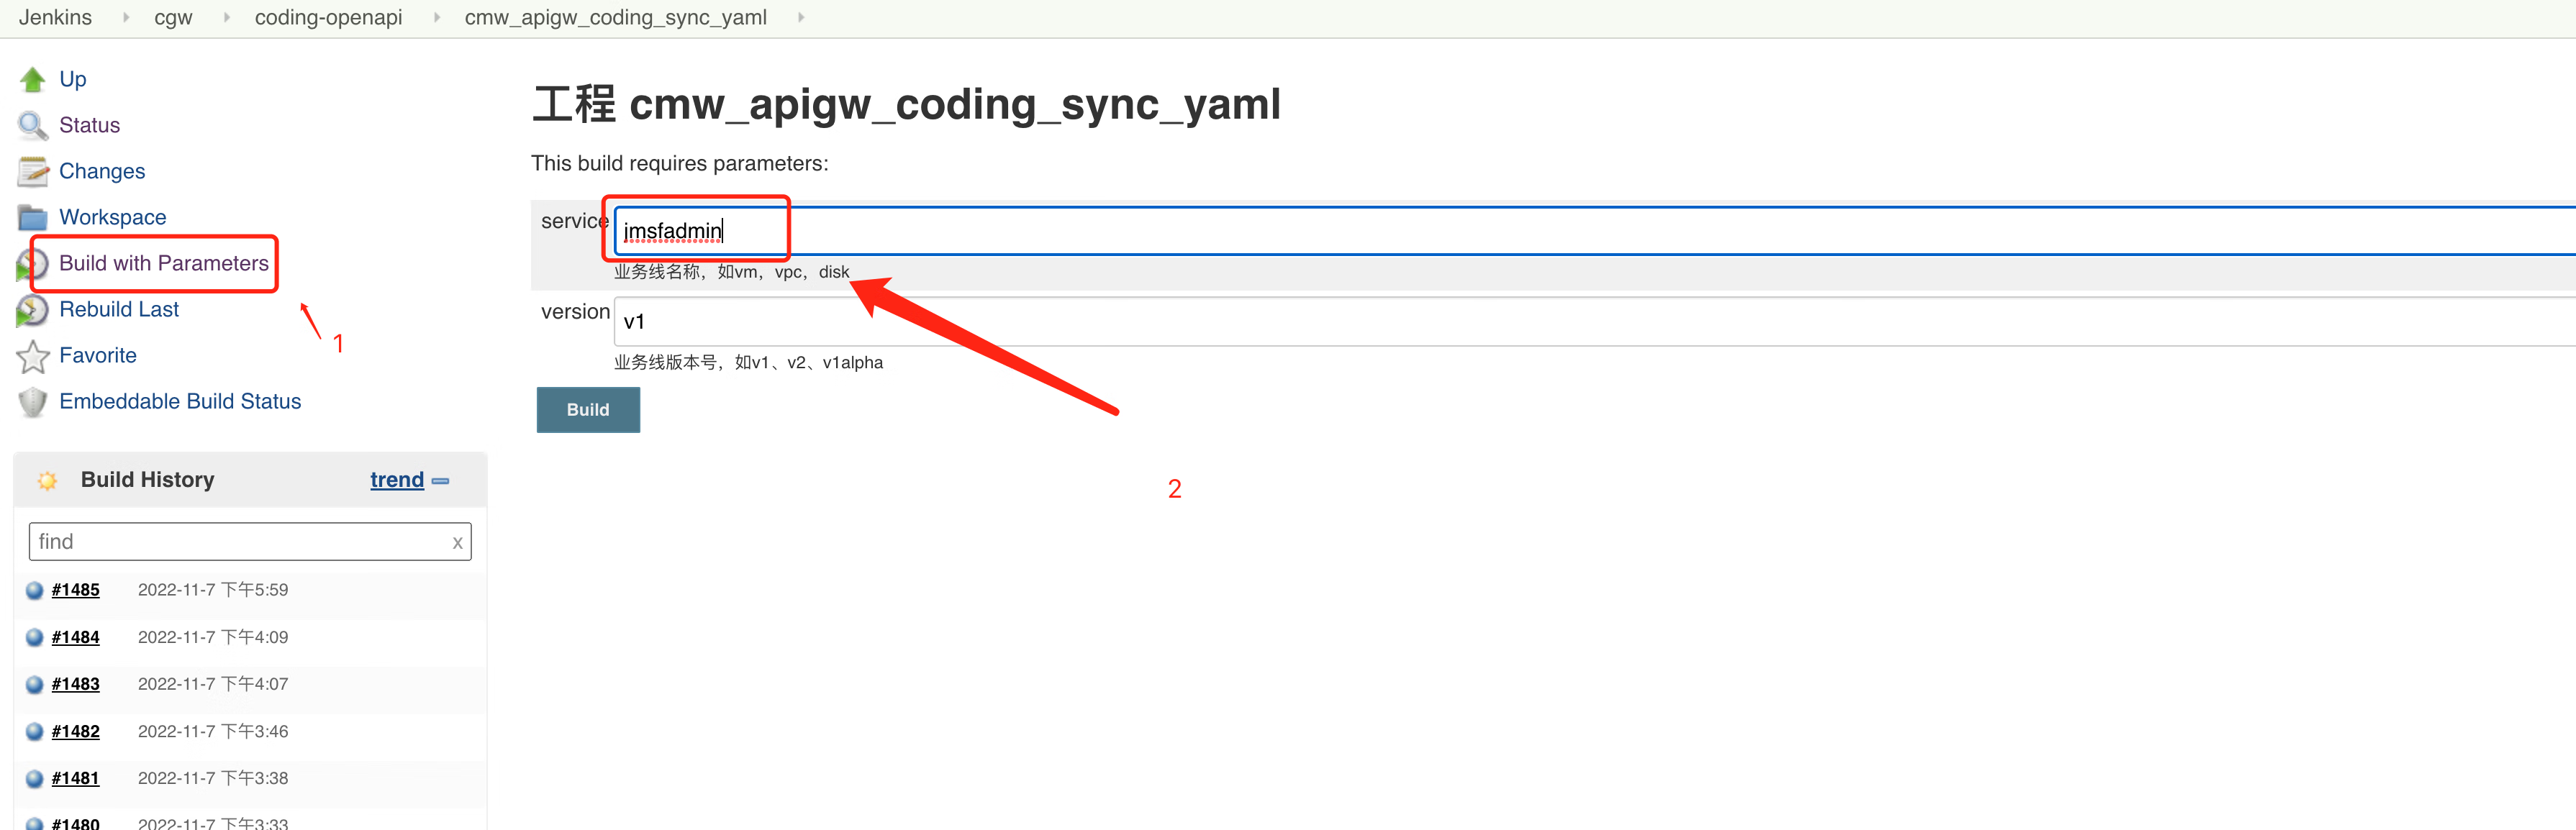 Jenkins cgw coding-openapi cmw_apigw_coding_sync_yaml
Up
Status
Changes
Workspace
Build with Parameters
Rebuild Last
Favorite
Embeddable Build Status
1
Build History trend
find x
#1485 2022-11-7 下午5:59
#1484 2022-11-7 下午4:09
#1483 2022-11-7 下午4:07
#1482 2022-11-7 下午3:46
#1481 2022-11-7 下午3:38
#1480 2022-11-7 下午3:33
工程 cmw_apigw_coding_sync_yaml
This build requires parameters:
service jmsfadmin
业务线名称，如vm，vpc，disk
version v1
业务线版本号，如v1、v2、v1alpha
Build
2